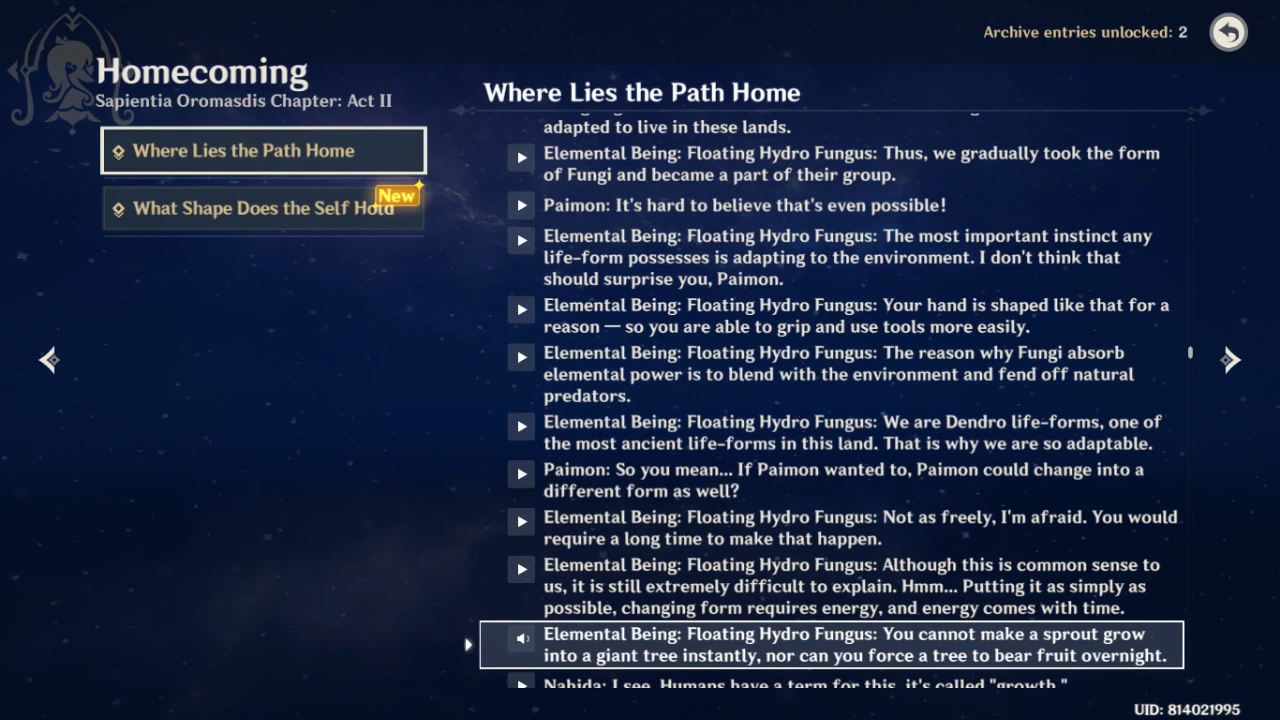 Archive entries unlocked: 2
Homecoming
Sapientia Oromasdis Chapter: Act II
Where Lies the Path Home
New
What Shape Does the Self Hold
Where Lies the Path Home
adapted to live in these lands.
Elemental Being: Floating Hydro Fungus: Thus, we gradually took the form
of Fungi and became a part of their group.
Paimon: It's hard to believe that's even possible!
Elemental Being: Floating Hydro Fungus: The most important instinct any
life-form possesses is adapting to the environment. I don't think that
should surprise you, Paimon.
Elemental Being: Floating Hydro Fungus: Your hand is shaped like that for a
reason — so you are able to grip and use tools more easily.
Elemental Being: Floating Hydro Fungus: The reason why Fungi absorb
elemental power is to blend with the environment and fend off natural
predators.
Elemental Being: Floating Hydro Fungus: We are Dendro life-forms, one of
the most ancient life-forms in this land. That is why we are so adaptable.
Paimon: So you mean... If Paimon wanted to, Paimon could change into a
different form as well?
Elemental Being: Floating Hydro Fungus: Not as freely, I'm afraid. You would
require a long time to make that happen.
Elemental Being: Floating Hydro Fungus: Although this is common sense to
us, it is still extremely difficult to explain. Hmm... Putting it as simply as
possible, changing form requires energy, and energy comes with time.
Elemental Being: Floating Hydro Fungus: You cannot make a sprout grow
into a giant tree instantly, nor can you force a tree to bear fruit overnight.
Nahida: I see. Humans have a term for this, it's called "growth."
UID: 814021995